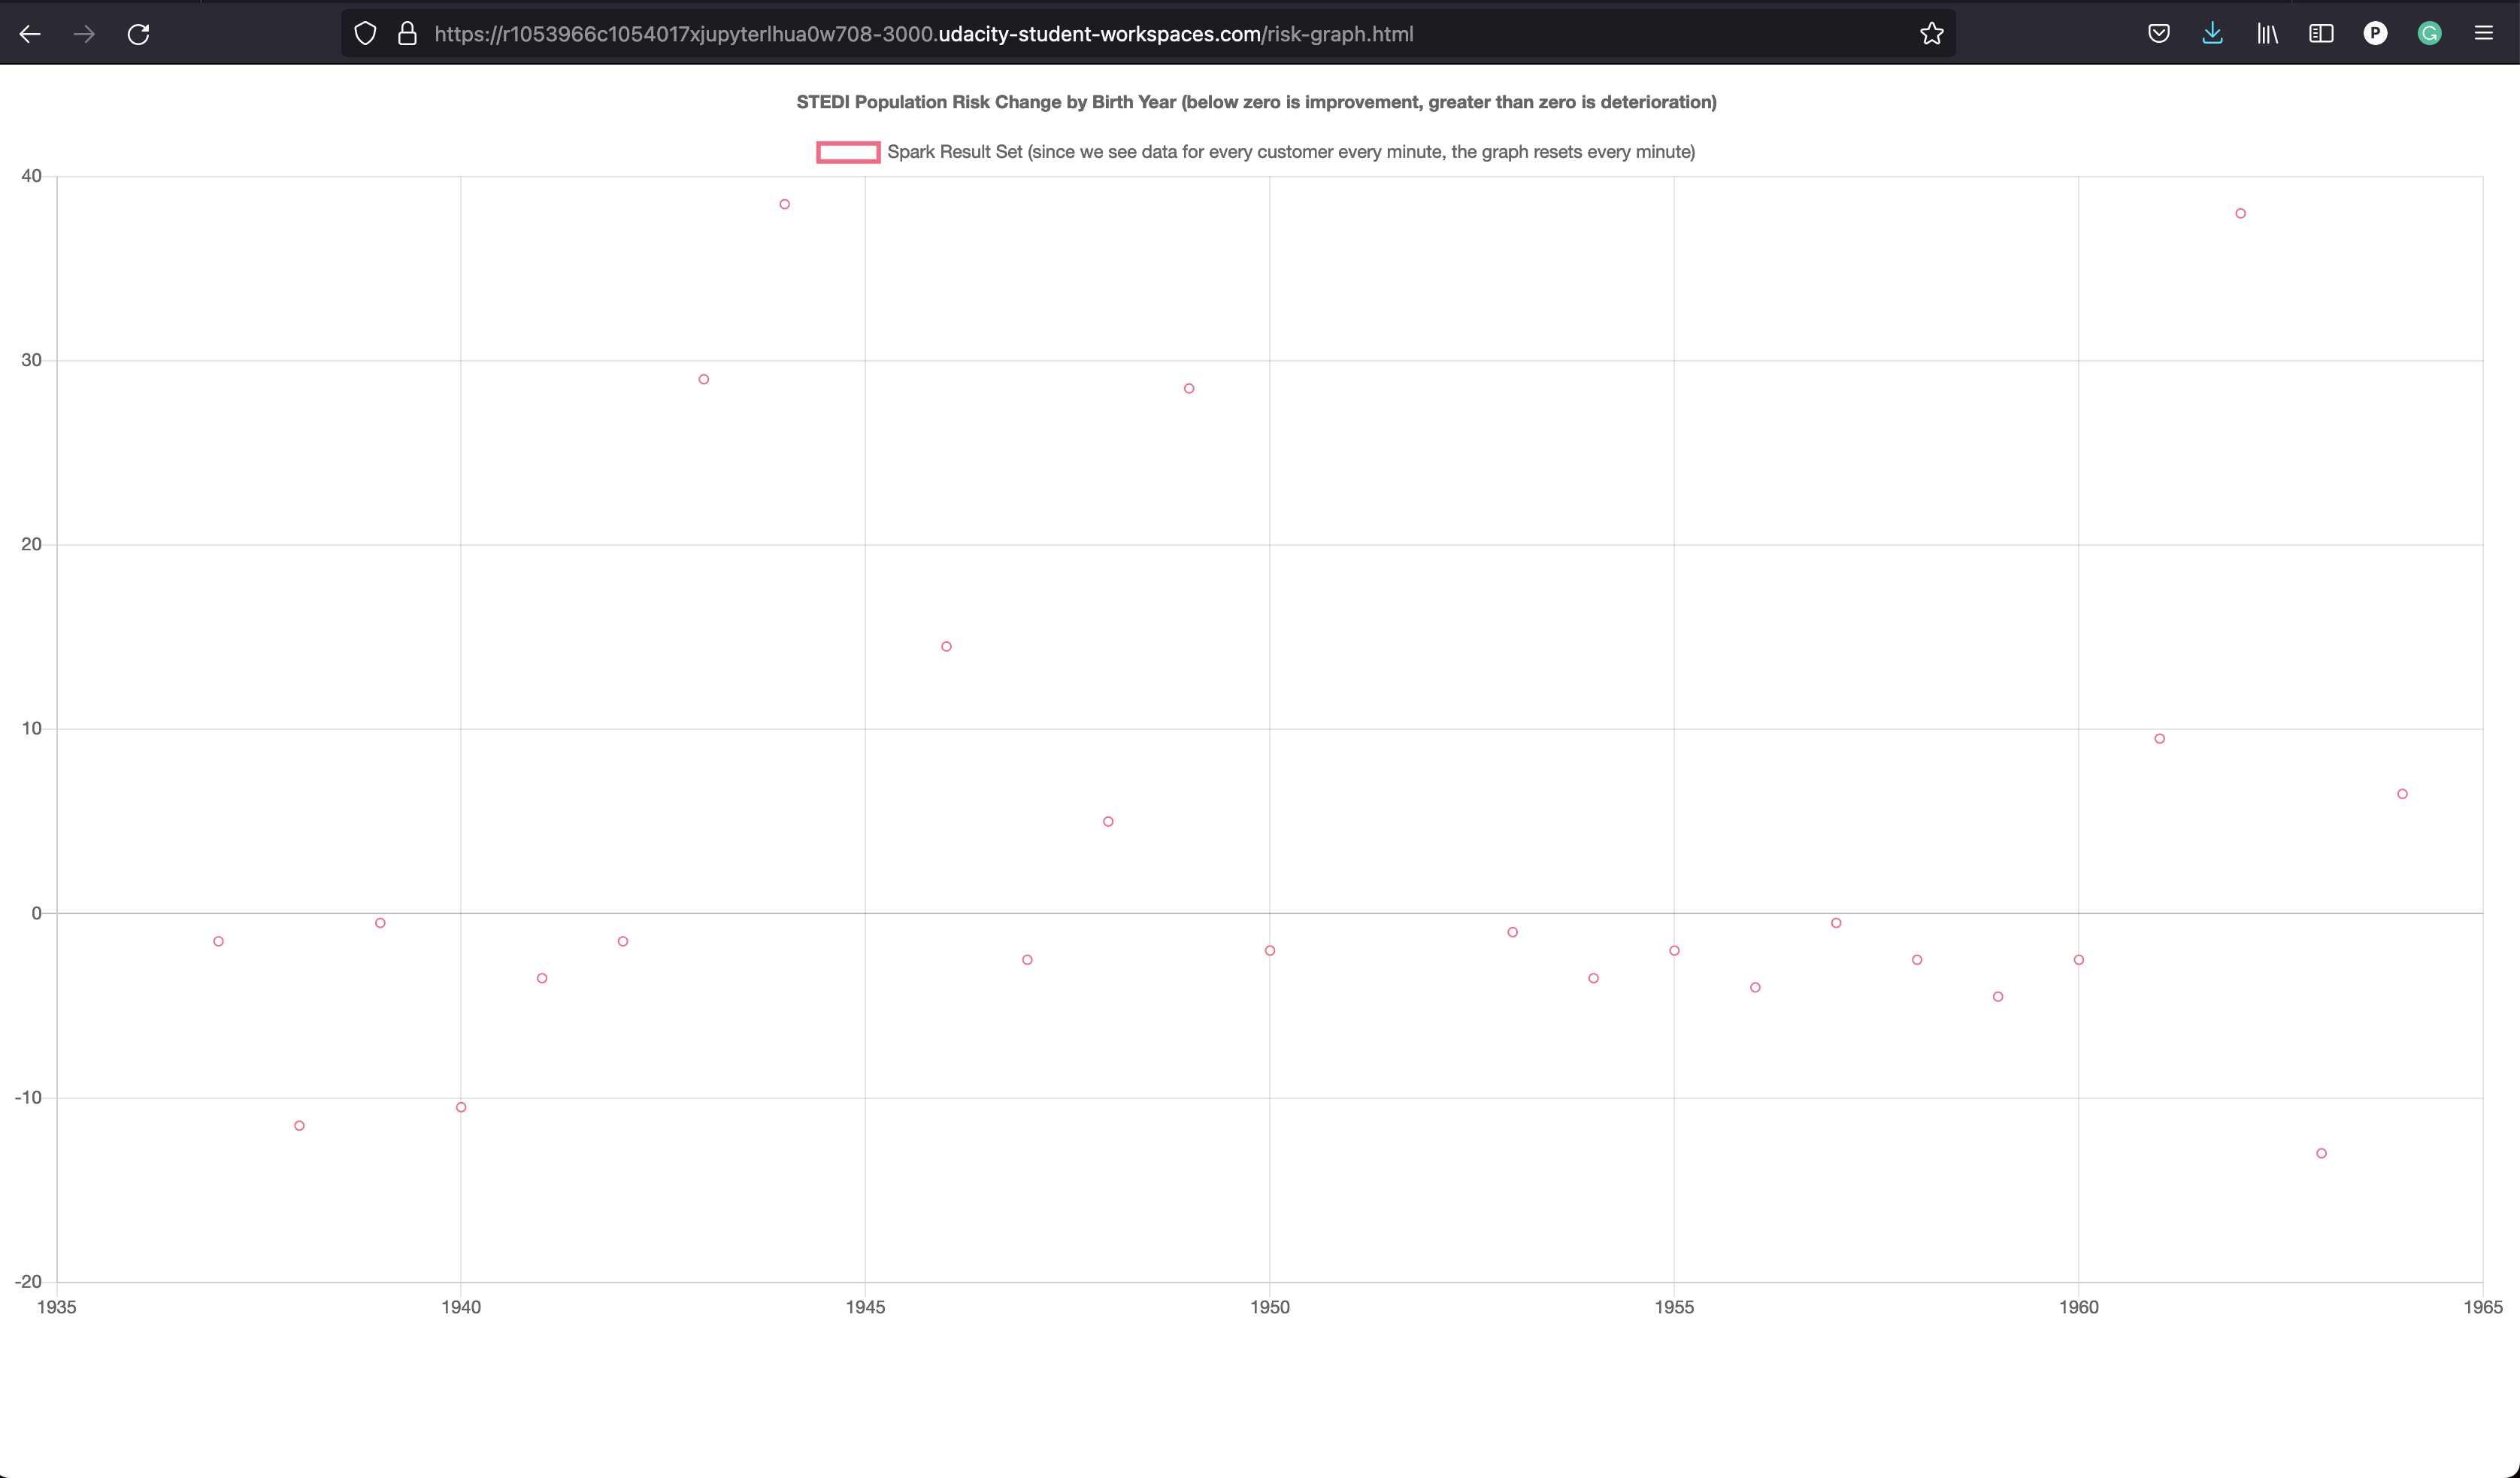 https://r1053966c1054017xjupyterlhua0w708-3000.udacity-student-workspaces.com/risk-graph.html
P
G
STEDI Population Risk Change by Birth Year (below zero is improvement, greater than zero is deterioration)
Spark Result Set (since we see data for every customer every minute, the graph resets every minute)
40
30
20
10
0
-10
-20
1935 1940 1945 1950 1955 1960 1965